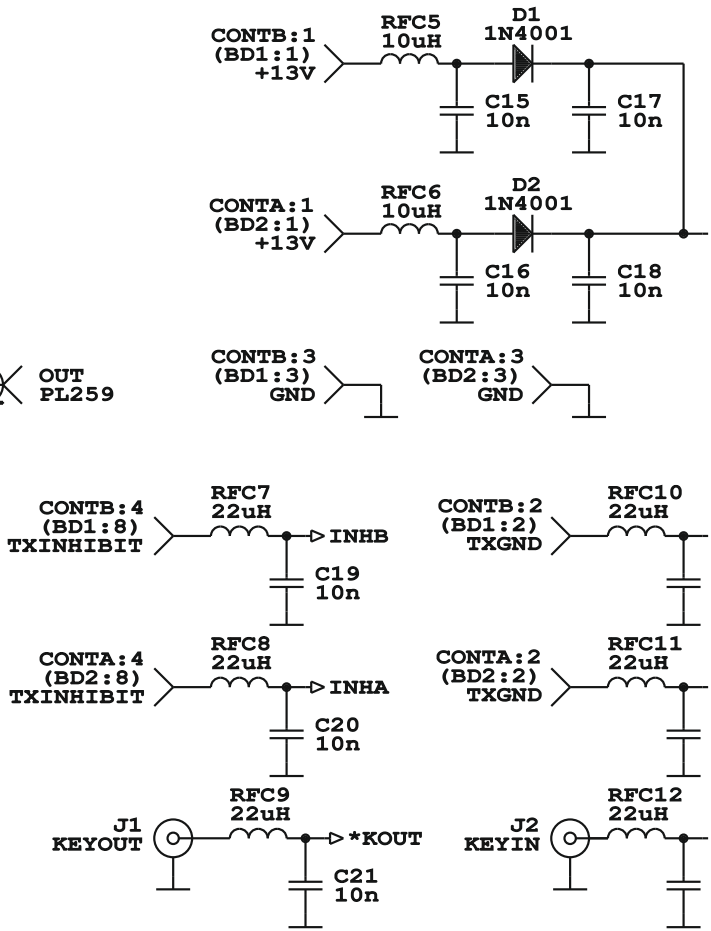 CONTB:1
(BD1:1)
+13V
RFC5
10uH
D1
1N4001
C15
10n
C17
10n
CONTA:1
(BD2:1)
+13V
RFC6
10uH
D2
1N4001
C16
10n
C18
10n
OUT
PL259
CONTB:3
(BD1:3)
GND
CONTA:3
(BD2:3)
GND
CONTB:4
(BD1:8)
TXINHIBIT
RFC7
22uH
INHB
C19
10n
CONTB:2
(BD1:2)
TXGND
RFC10
22uH
CONTA:4
(BD2:8)
TXINHIBIT
RFC8
22uH
INHA
C20
10n
CONTA:2
(BD2:2)
TXGND
RFC11
22uH
J1
KEYOUT
RFC9
22uH
*KOUT
C21
10n
J2
KEYIN
RFC12
22uH